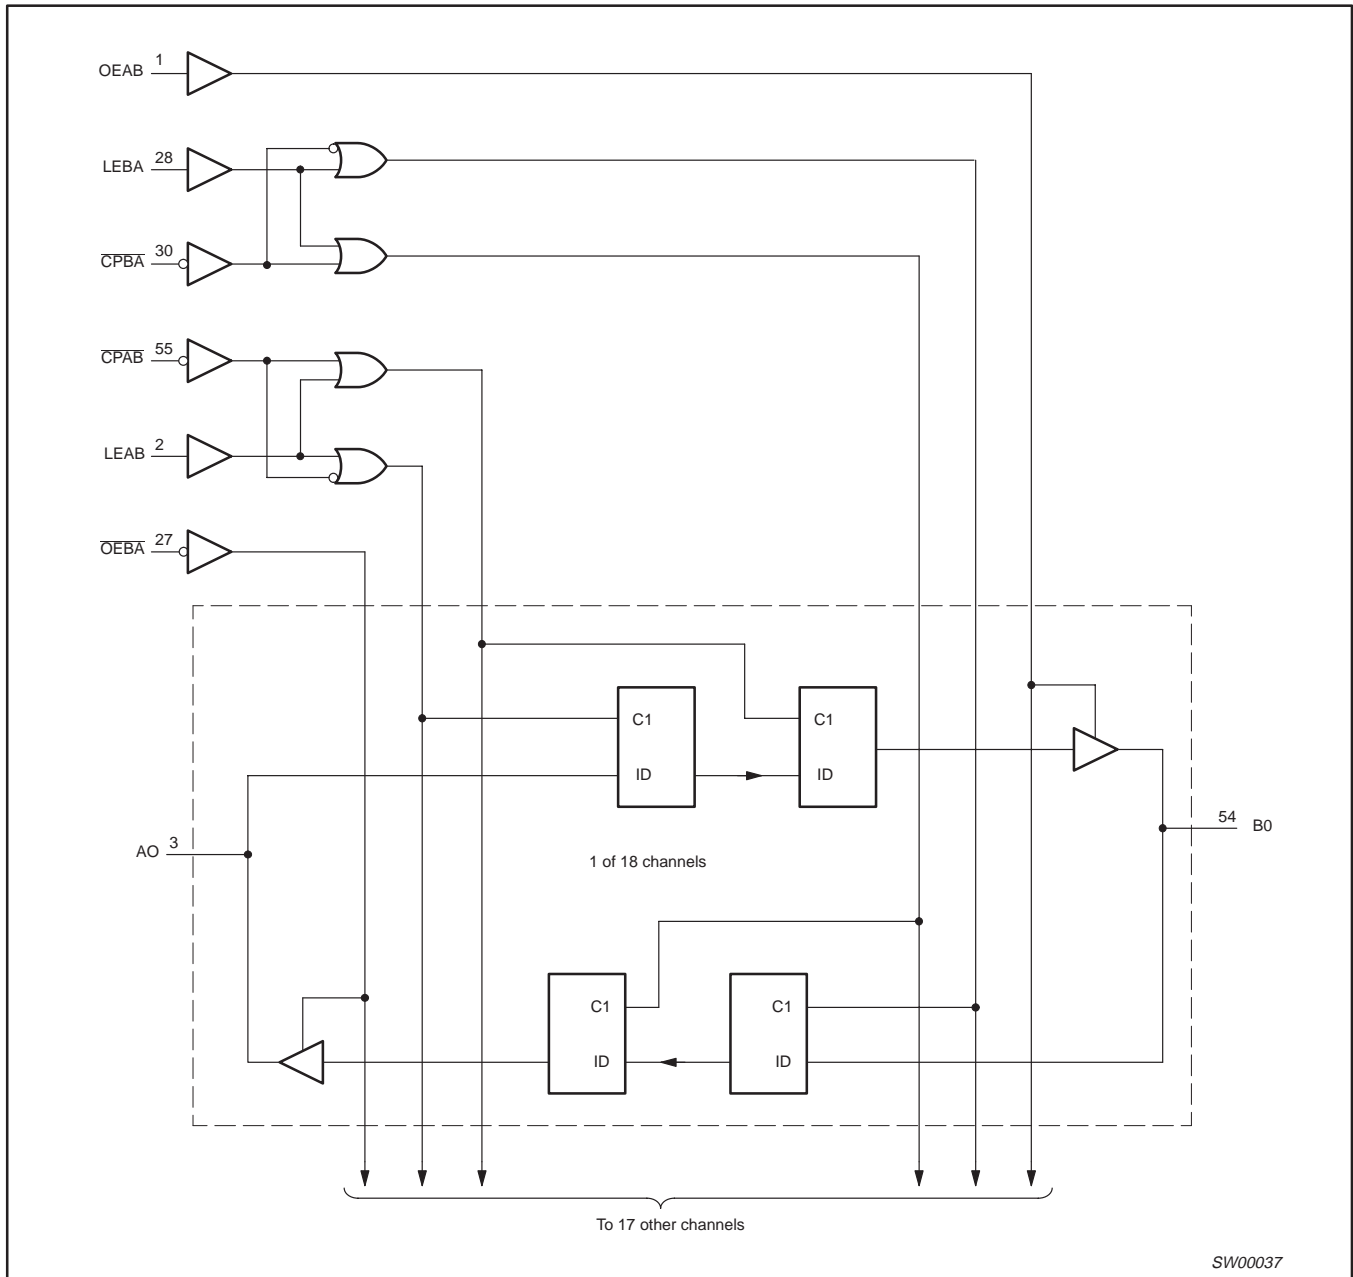 OEAB 1
LEBA 28
CPBA 30
CPAB 55
LEAB 2
OEBA 27
C1 C1
ID ID
54 B0
AO 3
1 of 18 channels
C1 C1
ID ID
To 17 other channels
SW00037